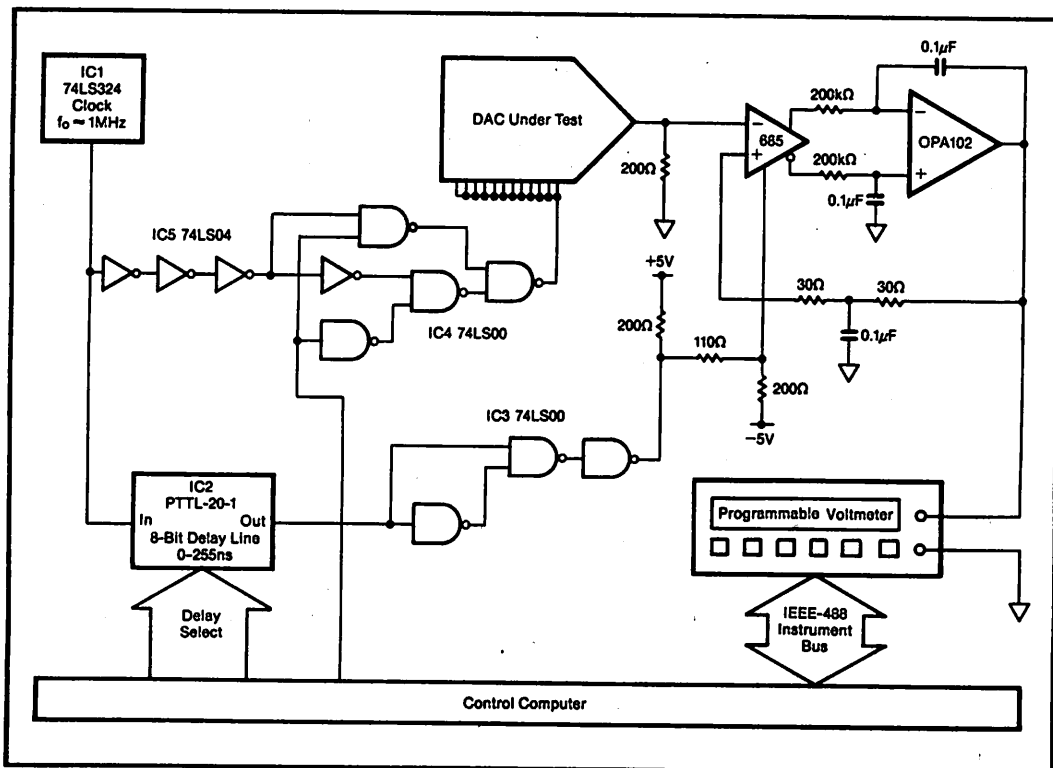 IC1
74LS324
Clock
f₀ ≈ 1MHz
DAC Under Test
0.1μF
200kΩ
−
OPA102
+
−
685
+
200kΩ
0.1μF
200Ω
IC5 74LS04
IC4 74LS00
+5V
200Ω
110Ω
200Ω
−5V
30Ω
30Ω
0.1μF
IC3 74LS00
IC2
PTTL-20-1
In
Out
8-Bit Delay Line
0–255ns
Delay
Select
Programmable Voltmeter
IEEE-488
Instrument
Bus
Control Computer